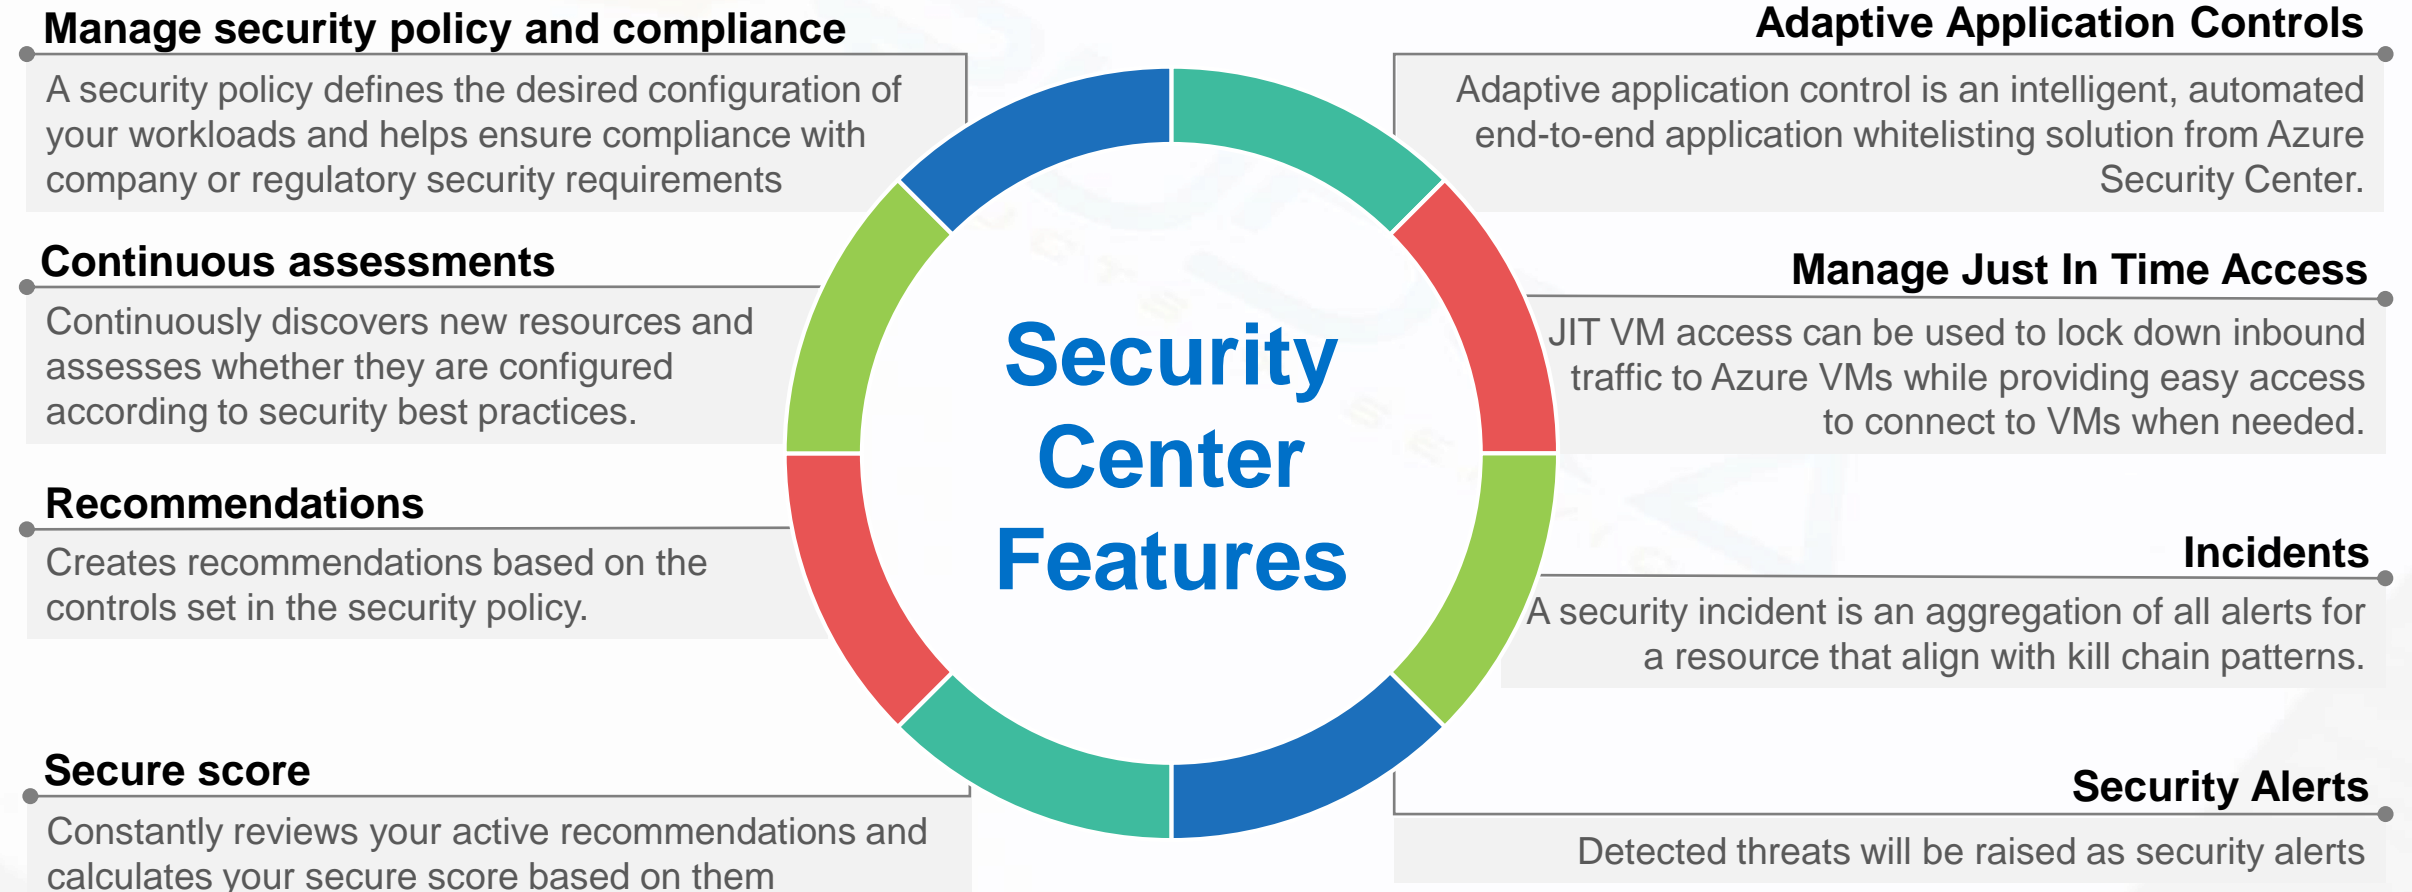 Manage security policy and compliance
A security policy defines the desired configuration of
your workloads and helps ensure compliance with
company or regulatory security requirements
Continuous assessments
Continuously discovers new resources and
assesses whether they are configured
according to security best practices.
Recommendations
Creates recommendations based on the
controls set in the security policy.
Secure score
Constantly reviews your active recommendations and
calculates your secure score based on them
Security
Center
Features
Adaptive Application Controls
Adaptive application control is an intelligent, automated
end-to-end application whitelisting solution from Azure
Security Center.
Manage Just In Time Access
JIT VM access can be used to lock down inbound
traffic to Azure VMs while providing easy access
to connect to VMs when needed.
Incidents
A security incident is an aggregation of all alerts for
a resource that align with kill chain patterns.
Security Alerts
Detected threats will be raised as security alerts